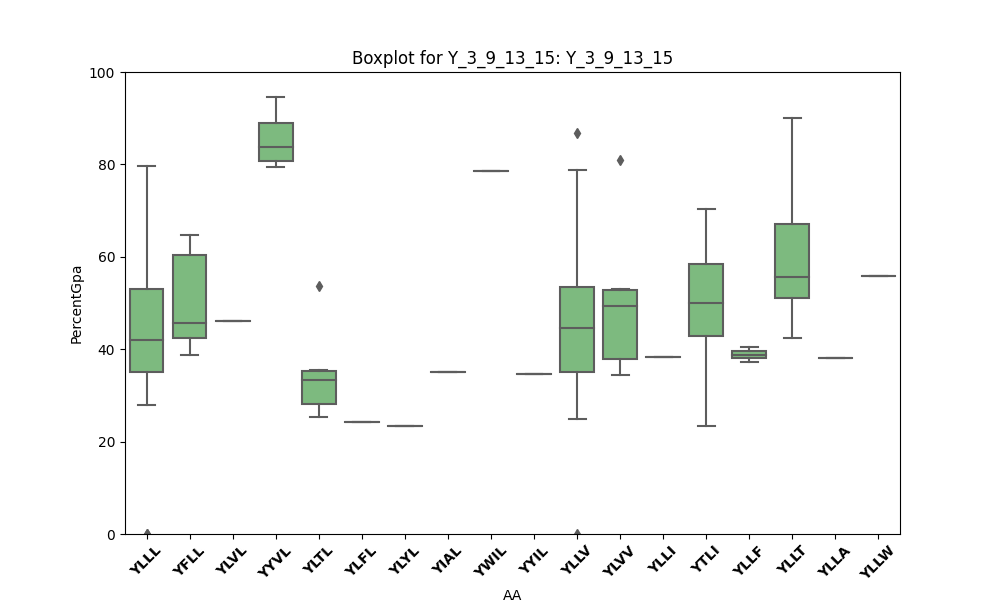 Boxplot for Y_3_9_13_15: Y_3_9_13_15
100
80
60
40
20
0
PercentGpa
YLLL YFLL YLVL YYVL YLTL YLFL YLYL YIAL YWIL YYIL YLLV YLVV YLLI YTLI YLLF YLLT YLLA YLLW
AA